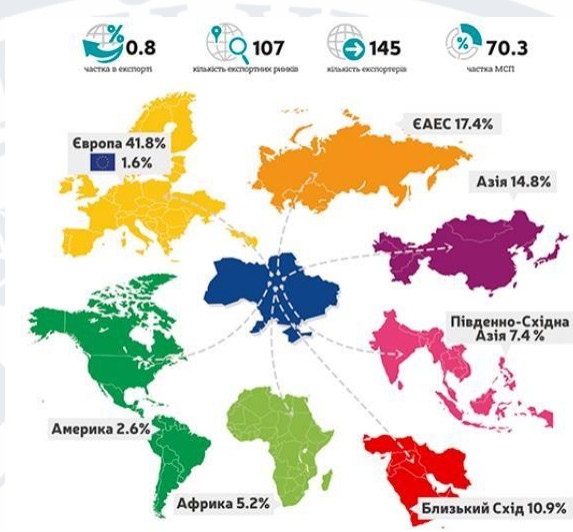 %
0.8
частка в експорті
107
кількість експортних ринків
145
кількість експортерів
%
70.3
частка МСП
Європа 41.8%
1.6%
ЄАЕС 17.4%
Азія 14.8%
Південно-Східна
Азія 7.4 %
Америка 2.6%
Африка 5.2%
Близький Схід 10.9%